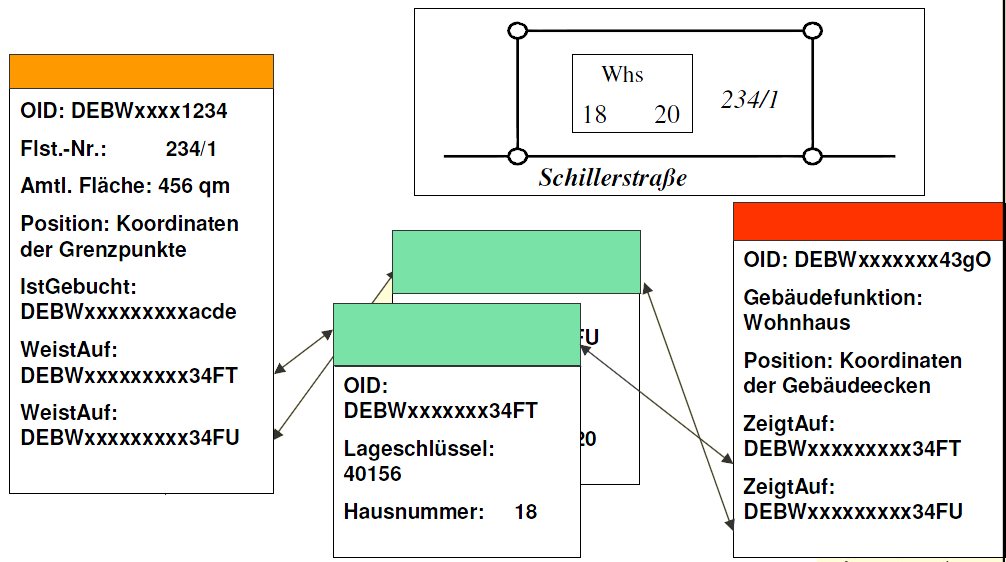 Whs
18 20
234/1
Schillerstraße
OID: DEBWxxxx1234
Flst.-Nr.: 234/1
Amtl. Fläche: 456 qm
Position: Koordinaten
der Grenzpunkte
IstGebucht:
DEBWxxxxxxxxxacde
WeistAuf:
DEBWxxxxxxxxx34FT
WeistAuf:
DEBWxxxxxxxxx34FU
FU
20
OID:
DEBWxxxxxxx34FT
Lageschlüssel:
40156
Hausnummer: 18
OID: DEBWxxxxxxx43gO
Gebäudefunktion:
Wohnhaus
Position: Koordinaten
der Gebäudeecken
ZeigtAuf:
DEBWxxxxxxxxx34FT
ZeigtAuf:
DEBWxxxxxxxxx34FU